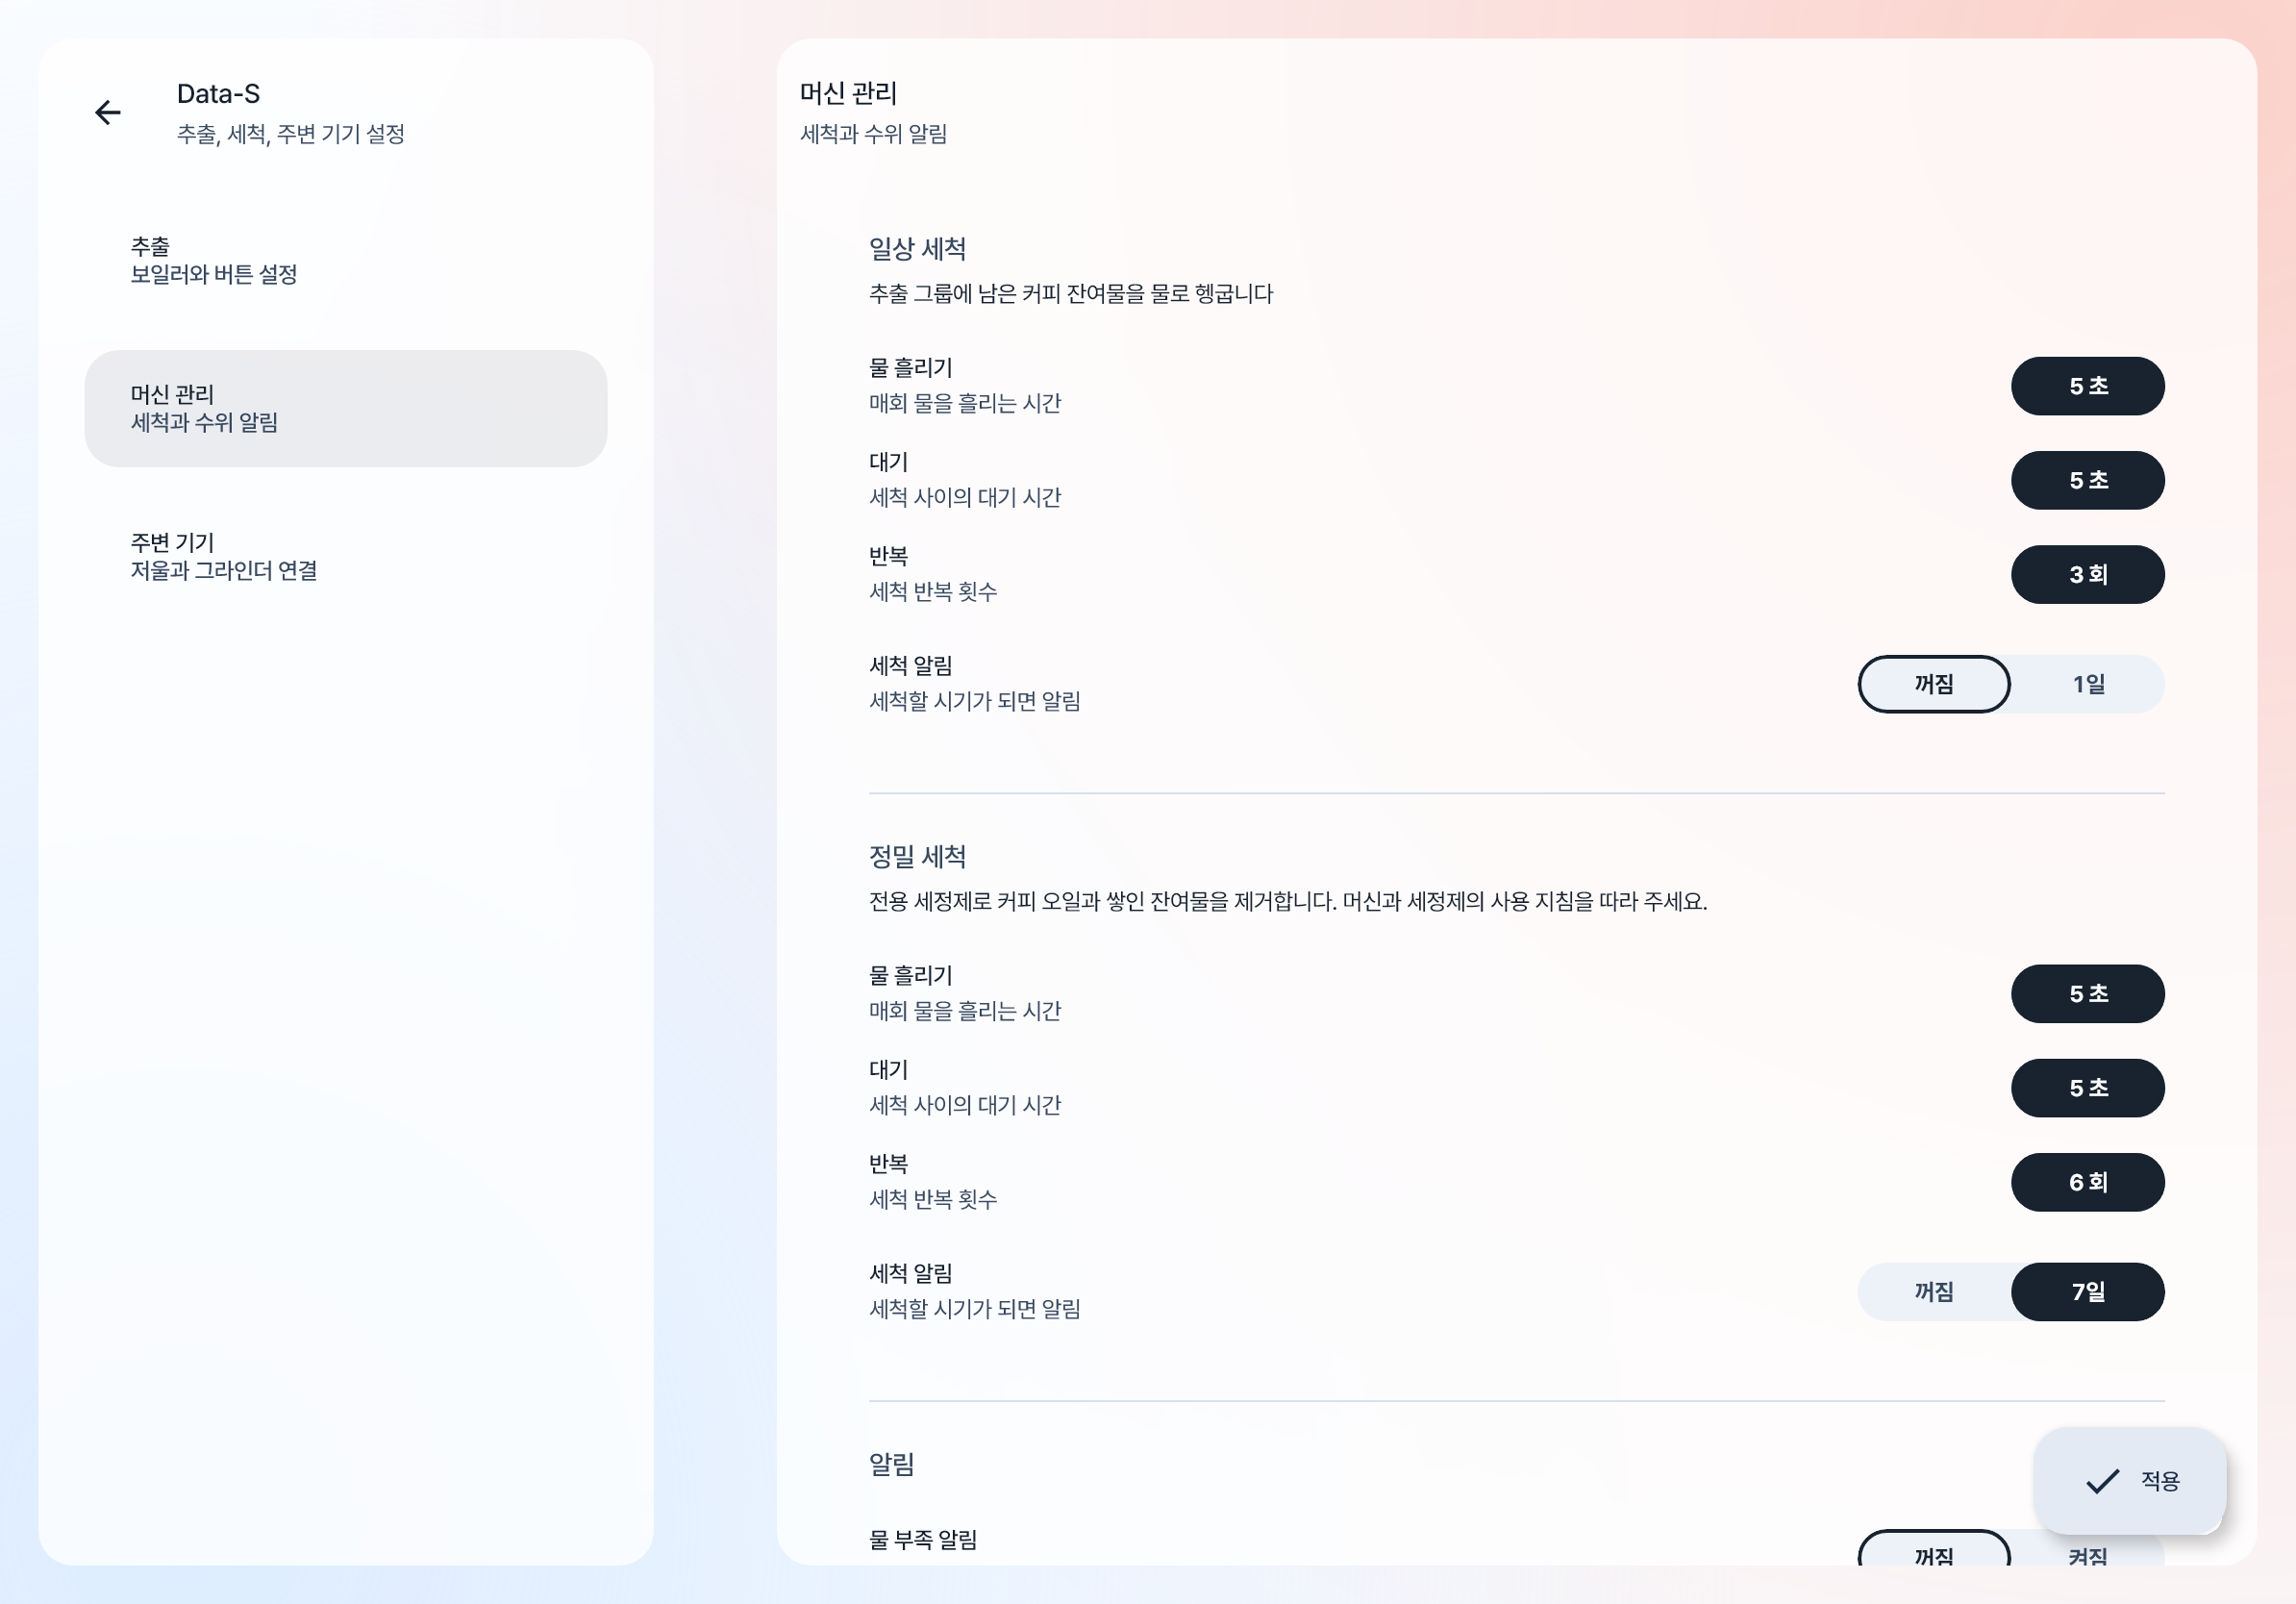 Data-S
추출, 세척, 주변 기기 설정
추출
보일러와 버튼 설정
머신 관리
세척과 수위 알림
주변 기기
저울과 그라인더 연결
머신 관리
세척과 수위 알림
일상 세척
추출 그룹에 남은 커피 잔여물을 물로 헹굽니다
물 흘리기
매회 물을 흘리는 시간
5 초
대기
세척 사이의 대기 시간
5 초
반복
세척 반복 횟수
3 회
세척 알림
세척할 시기가 되면 알림
꺼짐
1일
정밀 세척
전용 세정제로 커피 오일과 쌓인 잔여물을 제거합니다. 머신과 세정제의 사용 지침을 따라 주세요.
물 흘리기
매회 물을 흘리는 시간
5 초
대기
세척 사이의 대기 시간
5 초
반복
세척 반복 횟수
6 회
세척 알림
세척할 시기가 되면 알림
꺼짐
7일
알림
적용
물 부족 알림
꺼짐
켜짐